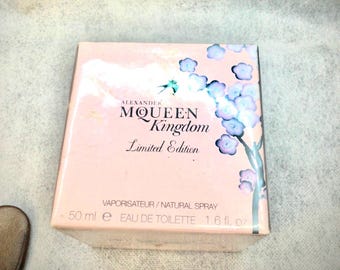 ALEXANDER
McQUEEN
Kingdom
Limited Edition
VAPORISATEUR / NATURAL SPRAY
50 ml e EAU DE TOILETTE 1.6 fl. oz